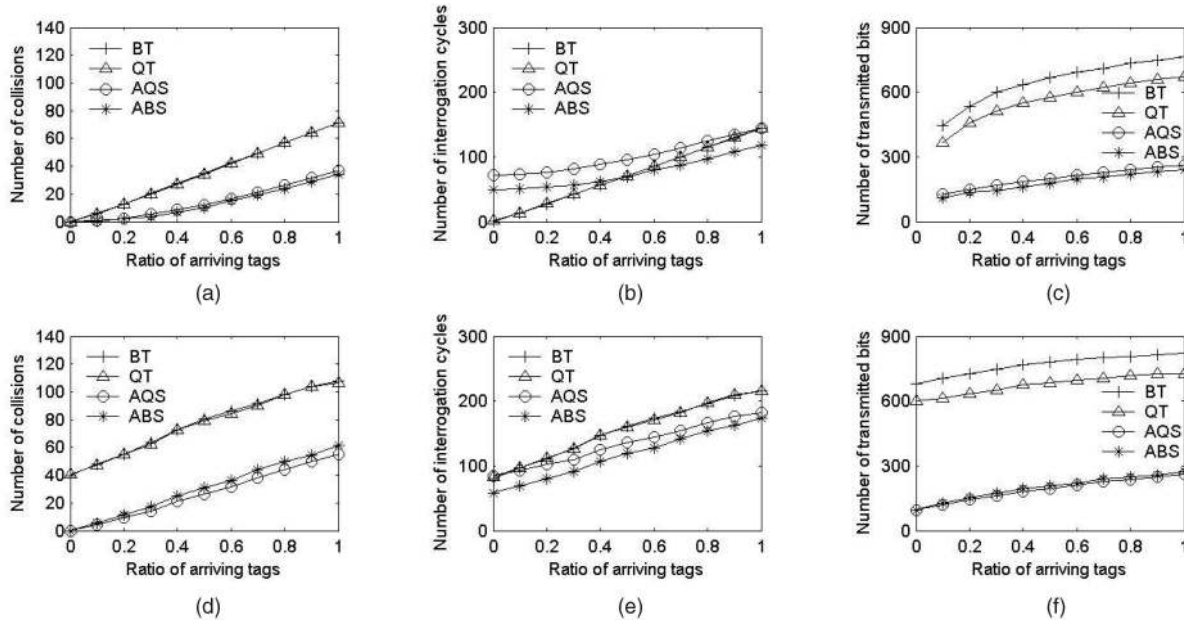 140
120
100
80
60
40
20
0
Number of collisions
BT
QT
AQS
ABS
0 0.2 0.4 0.6 0.8 1
Ratio of arriving tags
(a)
300
200
100
0
Number of interrogation cycles
BT
QT
AQS
ABS
0 0.2 0.4 0.6 0.8 1
Ratio of arriving tags
(b)
900
600
300
0
Number of transmitted bits
BT
QT
AQS
ABS
0 0.2 0.4 0.6 0.8 1
Ratio of arriving tags
(c)
140
120
100
80
60
40
20
0
Number of collisions
BT
QT
AQS
ABS
0 0.2 0.4 0.6 0.8 1
Ratio of arriving tags
(d)
300
200
100
0
Number of interrogation cycles
BT
QT
AQS
ABS
0 0.2 0.4 0.6 0.8 1
Ratio of arriving tags
(e)
900
600
300
0
Number of transmitted bits
BT
QT
AQS
ABS
0 0.2 0.4 0.6 0.8 1
Ratio of arriving tags
(f)